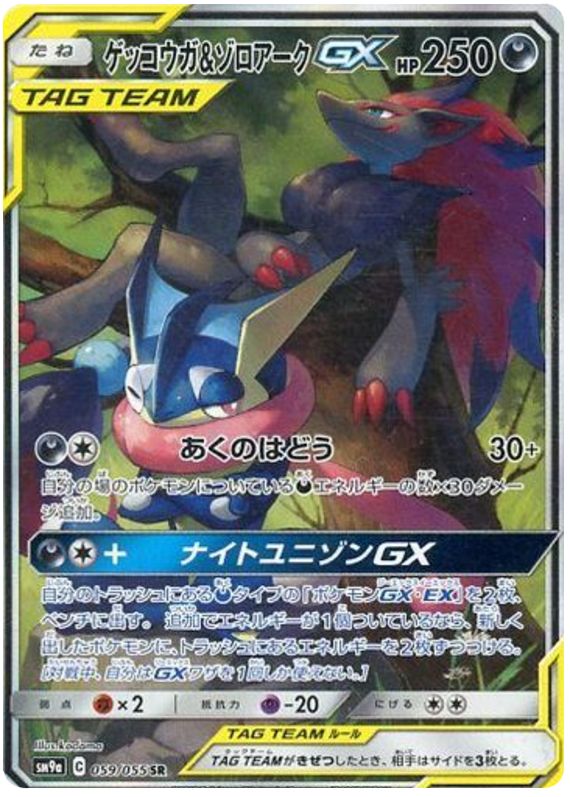 たね ゲッコウガ&ゾロアークGX HP250
TAG TEAM
あくのはどう 30+
自分の場のポケモンについているエネルギーの数×30ダメー
ジ追加。
+ ナイトユニゾンGX
自分のトラッシュにあるタイプの「ポケモンGX・EX」を2枚、
ベンチに出す。追加でエネルギーが1個ついているなら、新しく
出したポケモンに、トラッシュにあるエネルギーを2枚ずつつける。
[対戦中、自分はGXワザを1回しか使えない。]
弱点 ×2 抵抗力 -20 にげる
Illus. kodama
TAG TEAM ルール
sm9a C 059/055 SR
TAG TEAMがきぜつしたとき、相手はサイドを3枚とる。